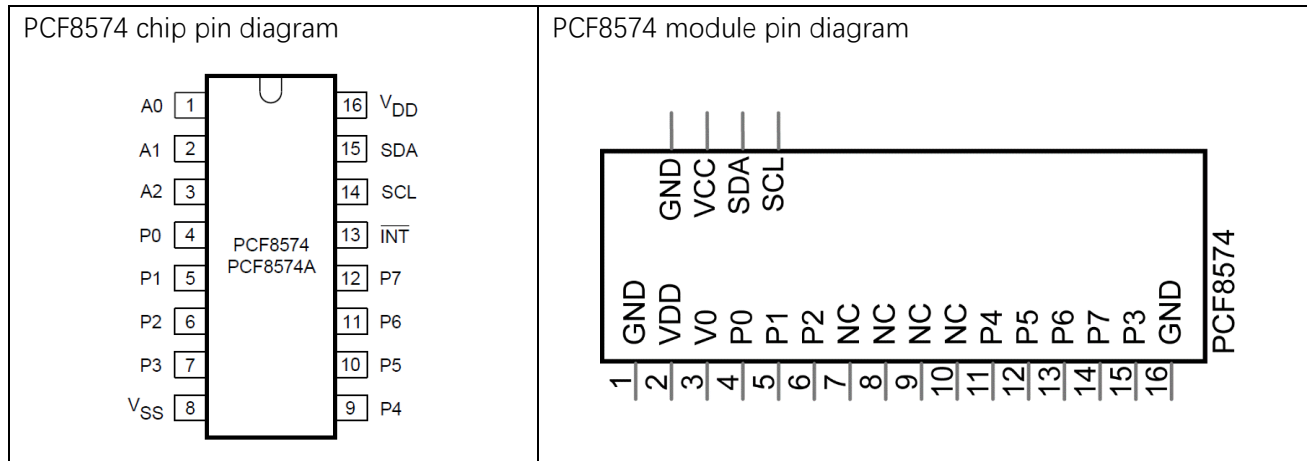 PCF8574 chip pin diagram
A0 1
A1 2
A2 3
P0 4
P1 5
P2 6
P3 7
VSS 8
PCF8574
PCF8574A
16 VDD
15 SDA
14 SCL
13 INT
12 P7
11 P6
10 P5
9 P4
PCF8574 module pin diagram
GND
VCC
SDA
SCL
GND
VDD
V0
P0
P1
P2
NC
NC
NC
NC
P4
P5
P6
P7
P3
GND
1
2
3
4
5
6
7
8
9
10
11
12
13
14
15
16
PCF8574